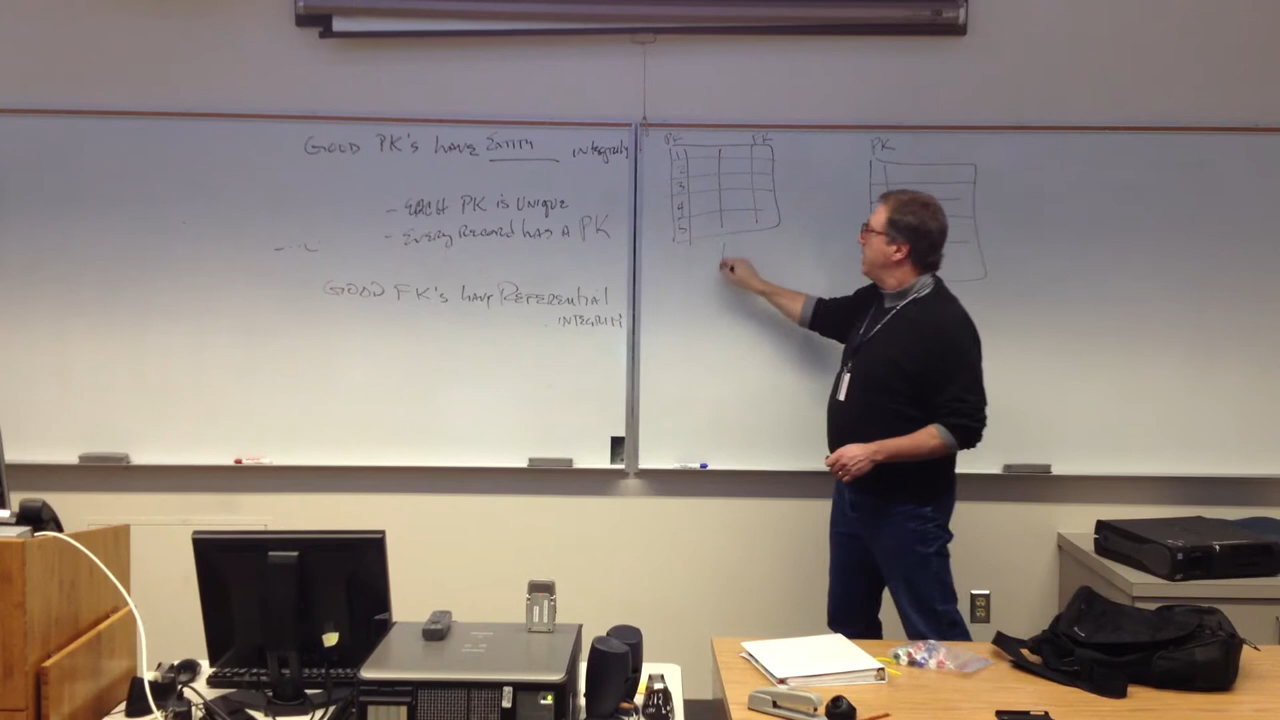 GOOD PK'S HAVE ENTITY INTEGRITY
- EACH PK IS UNIQUE
- EVERY RECORD HAS A PK
GOOD FK'S HAVE REFERENTIAL
INTEGRITY
PK FK
1
2
3
4
5
PK